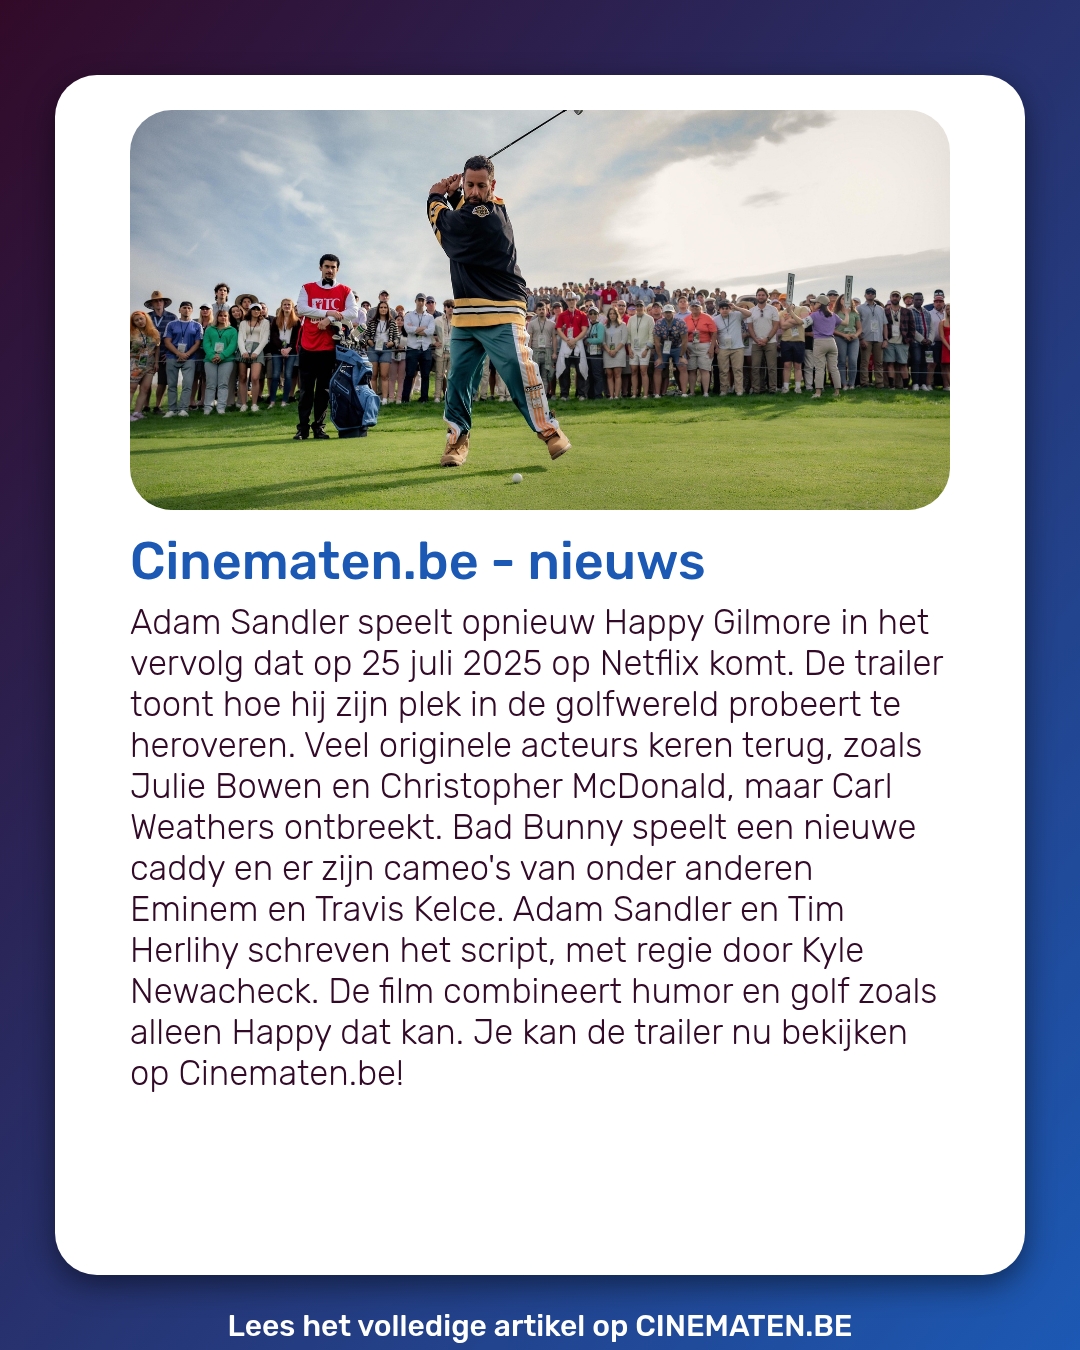 TC
Cinematen.be - nieuws
Adam Sandler speelt opnieuw Happy Gilmore in het
vervolg dat op 25 juli 2025 op Netflix komt. De trailer
toont hoe hij zijn plek in de golfwereld probeert te
heroveren. Veel originele acteurs keren terug, zoals
Julie Bowen en Christopher McDonald, maar Carl
Weathers ontbreekt. Bad Bunny speelt een nieuwe
caddy en er zijn cameo's van onder anderen
Eminem en Travis Kelce. Adam Sandler en Tim
Herlihy schreven het script, met regie door Kyle
Newacheck. De film combineert humor en golf zoals
alleen Happy dat kan. Je kan de trailer nu bekijken
op Cinematen.be!
Lees het volledige artikel op CINEMATEN.BE